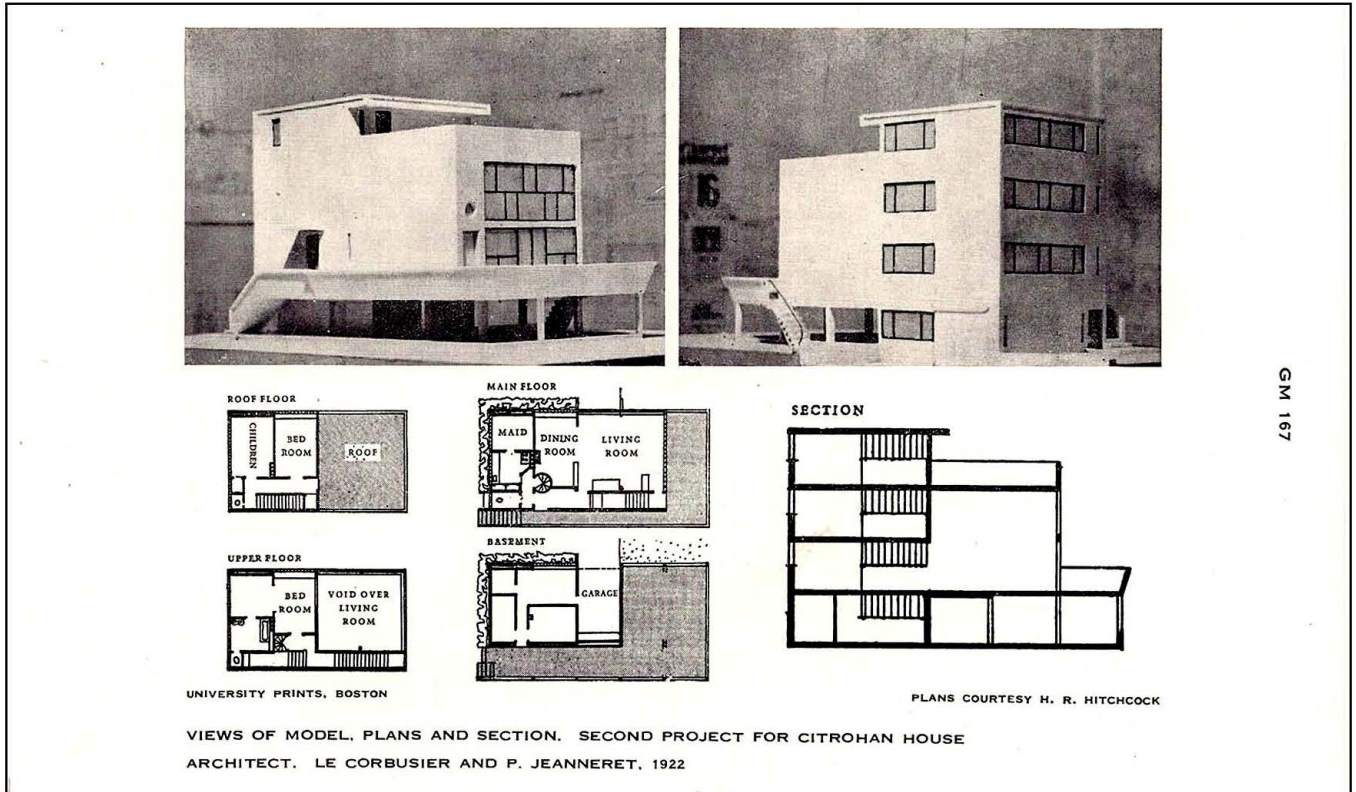 ROOF FLOOR
CHILDREN
BED
ROOM
ROOF
MAIN FLOOR
MAID
DINING
ROOM
LIVING
ROOM
SECTION
GM 167
UPPER FLOOR
BED
ROOM
VOID OVER
LIVING
ROOM
BASEMENT
GARAGE
UNIVERSITY PRINTS, BOSTON
PLANS COURTESY H. R. HITCHCOCK
VIEWS OF MODEL, PLANS AND SECTION. SECOND PROJECT FOR CITROHAN HOUSE
ARCHITECT. LE CORBUSIER AND P. JEANNERET, 1922